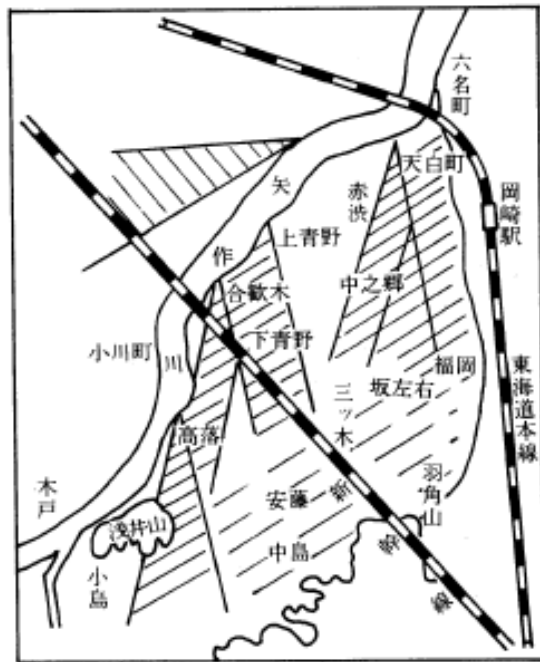 六名町
岡崎駅
東海道本線
天白町
赤渋
矢作川
上青野
中之郷
合歓木
下青野
小川町
福岡
坂左右
三ッ木
高落
羽角山
安藤
新幹線
木戸
浅井山
中島
小島